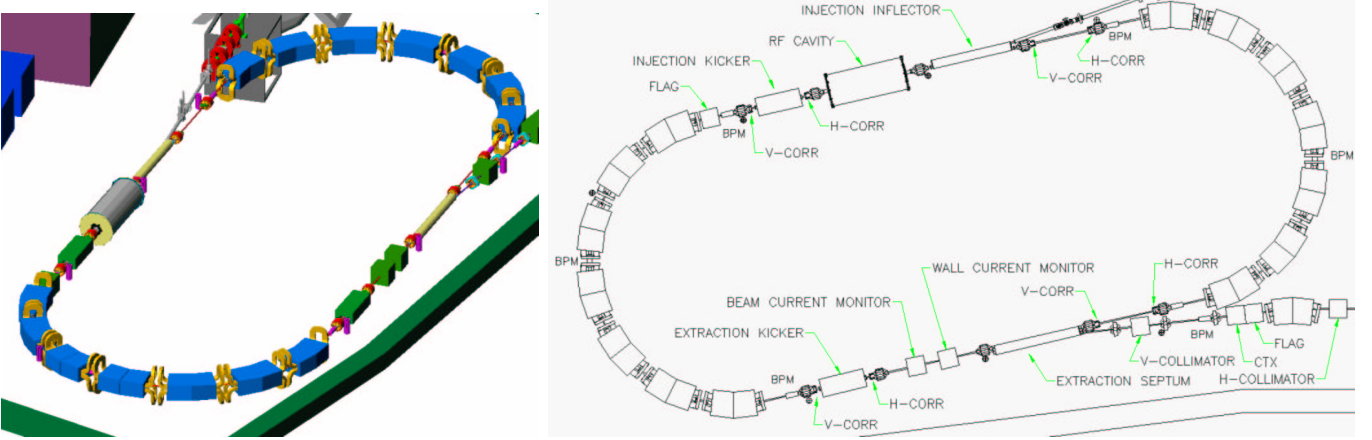 INJECTION INFLECTOR
RF CAVITY
BPM
INJECTION KICKER
H-CORR
FLAG
V-CORR
H-CORR
BPM
V-CORR
BPM
BPM
WALL CURRENT MONITOR
H-CORR
V-CORR
BEAM CURRENT MONITOR
EXTRACTION KICKER
BPM
FLAG
V-COLLIMATOR
CTX
BPM
EXTRACTION SEPTUM
H-COLLIMATOR
H-CORR
V-CORR